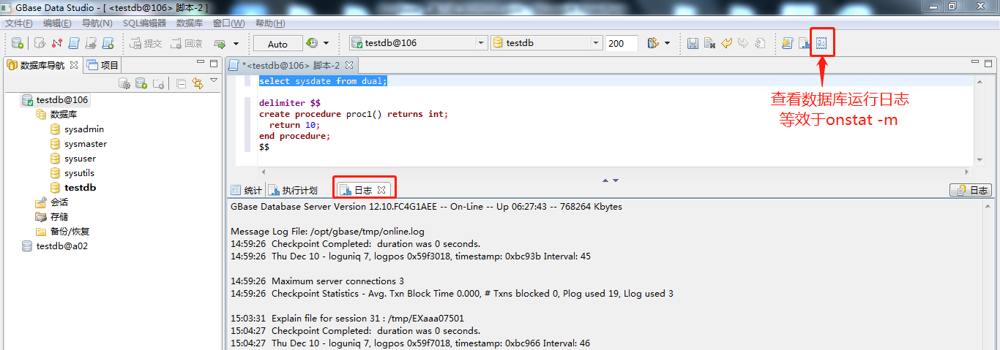 GBase Data Studio - [ <testdb@106> 脚本-2 ]
文件(F) 编辑(E) 导航(N) SQL编辑器 数据库 窗口(W) 帮助(H)
提交 回滚 Auto testdb@106 testdb 200
数据库导航 项目
*<testdb@106> 脚本-2
select sysdate from dual;
delimiter $$
create procedure proc1() returns int;
return 10;
end procedure;
$$
查看数据库运行日志
等效于onstat -m
testdb@106
数据库
sysadmin
sysmaster
sysuser
sysutils
testdb
会话
存储
备份/恢复
testdb@a02
统计 执行计划 日志 日志
GBase Database Server Version 12.10.FC4G1AEE -- On-Line -- Up 06:27:43 -- 768264 Kbytes
Message Log File: /opt/gbase/tmp/online.log
14:59:26 Checkpoint Completed: duration was 0 seconds.
14:59:26 Thu Dec 10 - loguniq 7, logpos 0x59f3018, timestamp: 0xbc93b Interval: 45
14:59:26 Maximum server connections 3
14:59:26 Checkpoint Statistics - Avg. Txn Block Time 0.000, # Txns blocked 0, Plog used 19, Llog used 3
15:03:31 Explain file for session 31 : /tmp/EXaaa07501
15:04:27 Checkpoint Completed: duration was 0 seconds.
15:04:27 Thu Dec 10 - loguniq 7, logpos 0x59f7018, timestamp: 0xbc966 Interval: 46